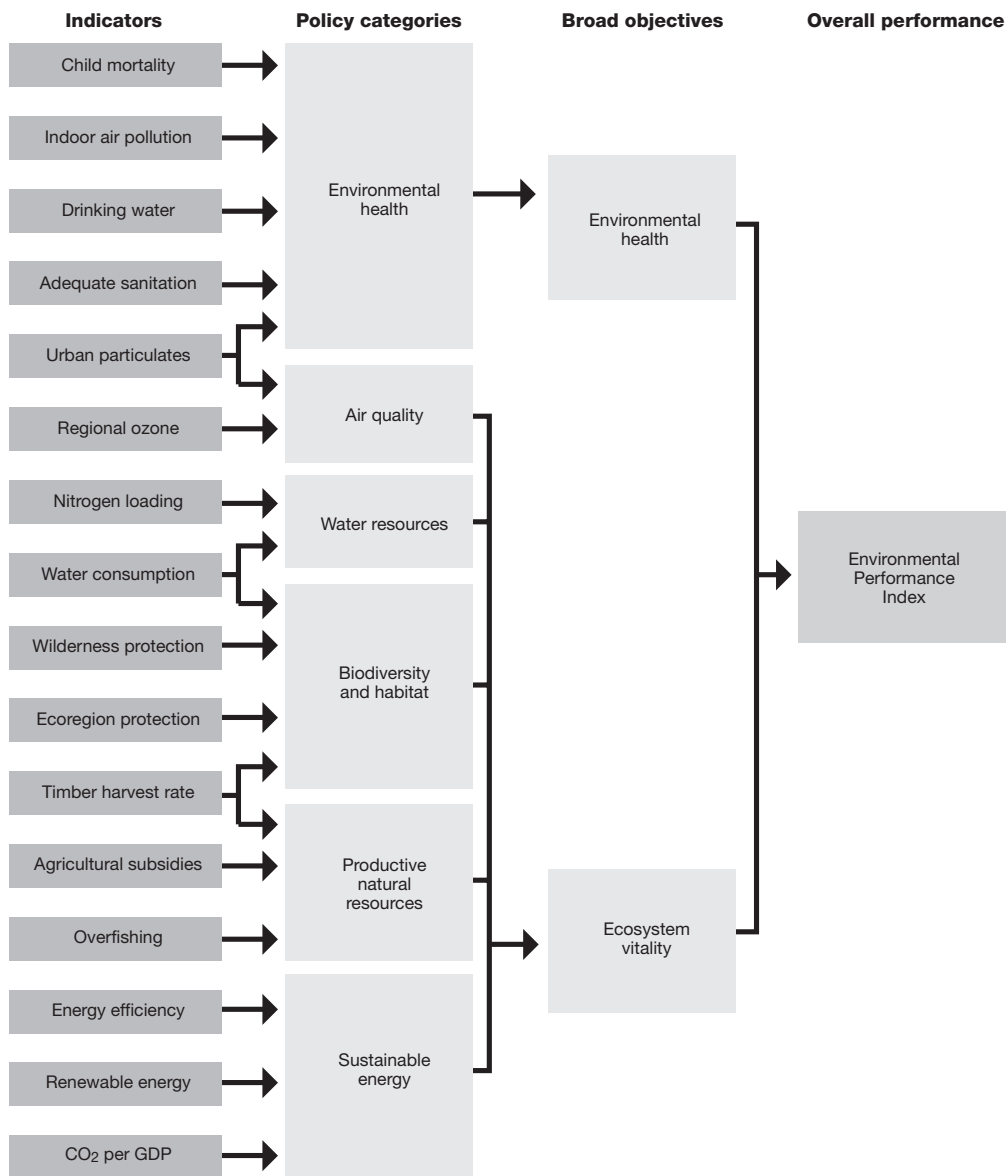 Indicators
Policy categories
Broad objectives
Overall performance
Child mortality
Indoor air pollution
Drinking water
Adequate sanitation
Urban particulates
Regional ozone
Nitrogen loading
Water consumption
Wilderness protection
Ecoregion protection
Timber harvest rate
Agricultural subsidies
Overfishing
Energy efficiency
Renewable energy
CO2 per GDP
Environmental
health
Air quality
Water resources
Biodiversity
and habitat
Productive
natural
resources
Sustainable
energy
Environmental
health
Ecosystem
vitality
Environmental
Performance
Index